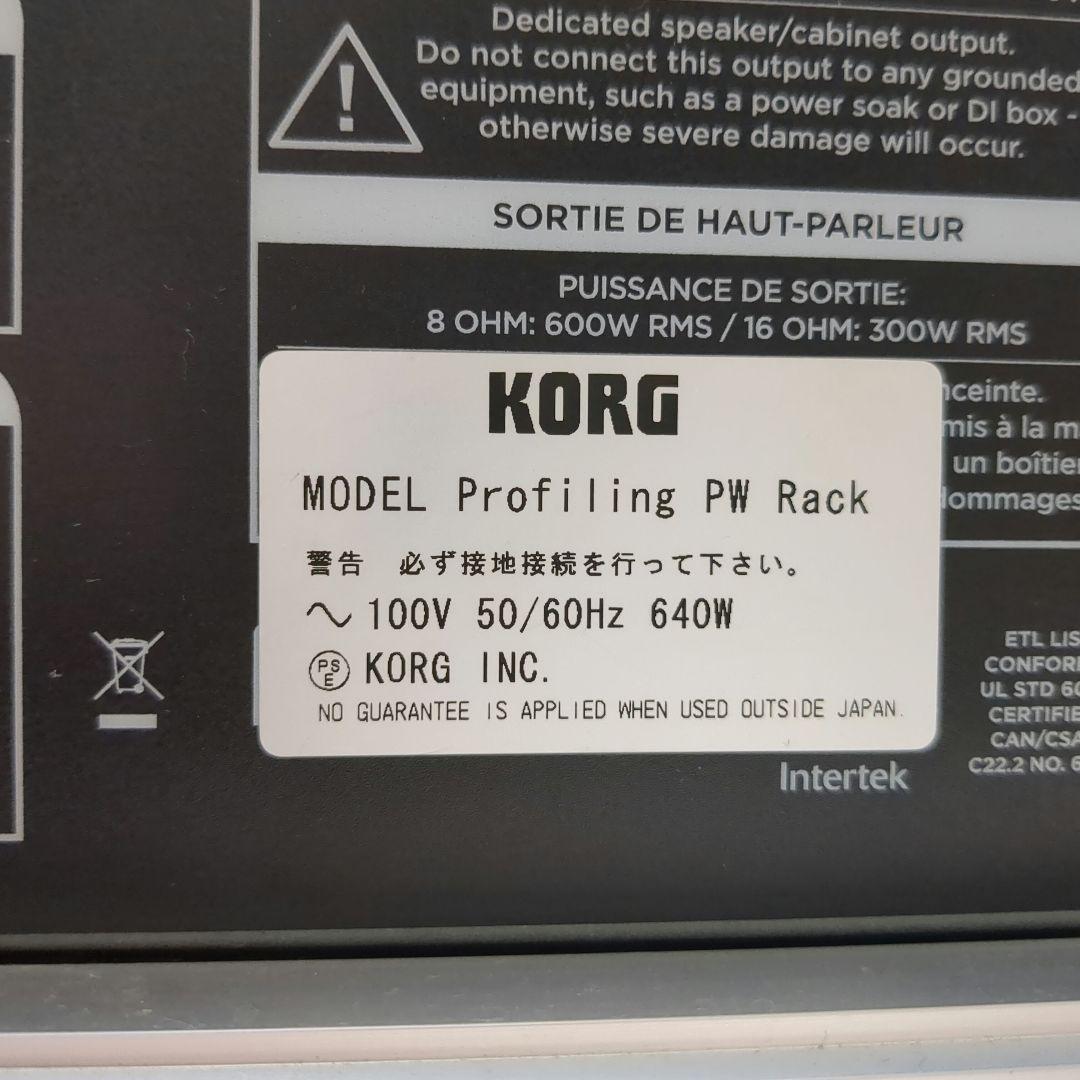 Dedicated speaker/cabinet output.
Do not connect this output to any grounded
equipment, such as a power soak or DI box -
otherwise severe damage will occur.
SORTIE DE HAUT-PARLEUR
PUISSANCE DE SORTIE:
8 OHM: 600W RMS / 16 OHM: 300W RMS
mis à la
un boîtier
KORG
MODEL Profiling PW Rack
警告 必ず接地接続を行って下さい。
~ 100V 50/60Hz 640W
PSE KORG INC.
NO GUARANTEE IS APPLIED WHEN USED OUTSIDE JAPAN.
Intertek
ETL LIS
CONFOR
UL STD 60
CERTIFIE
CAN/CSA
C22.2 NO. 6